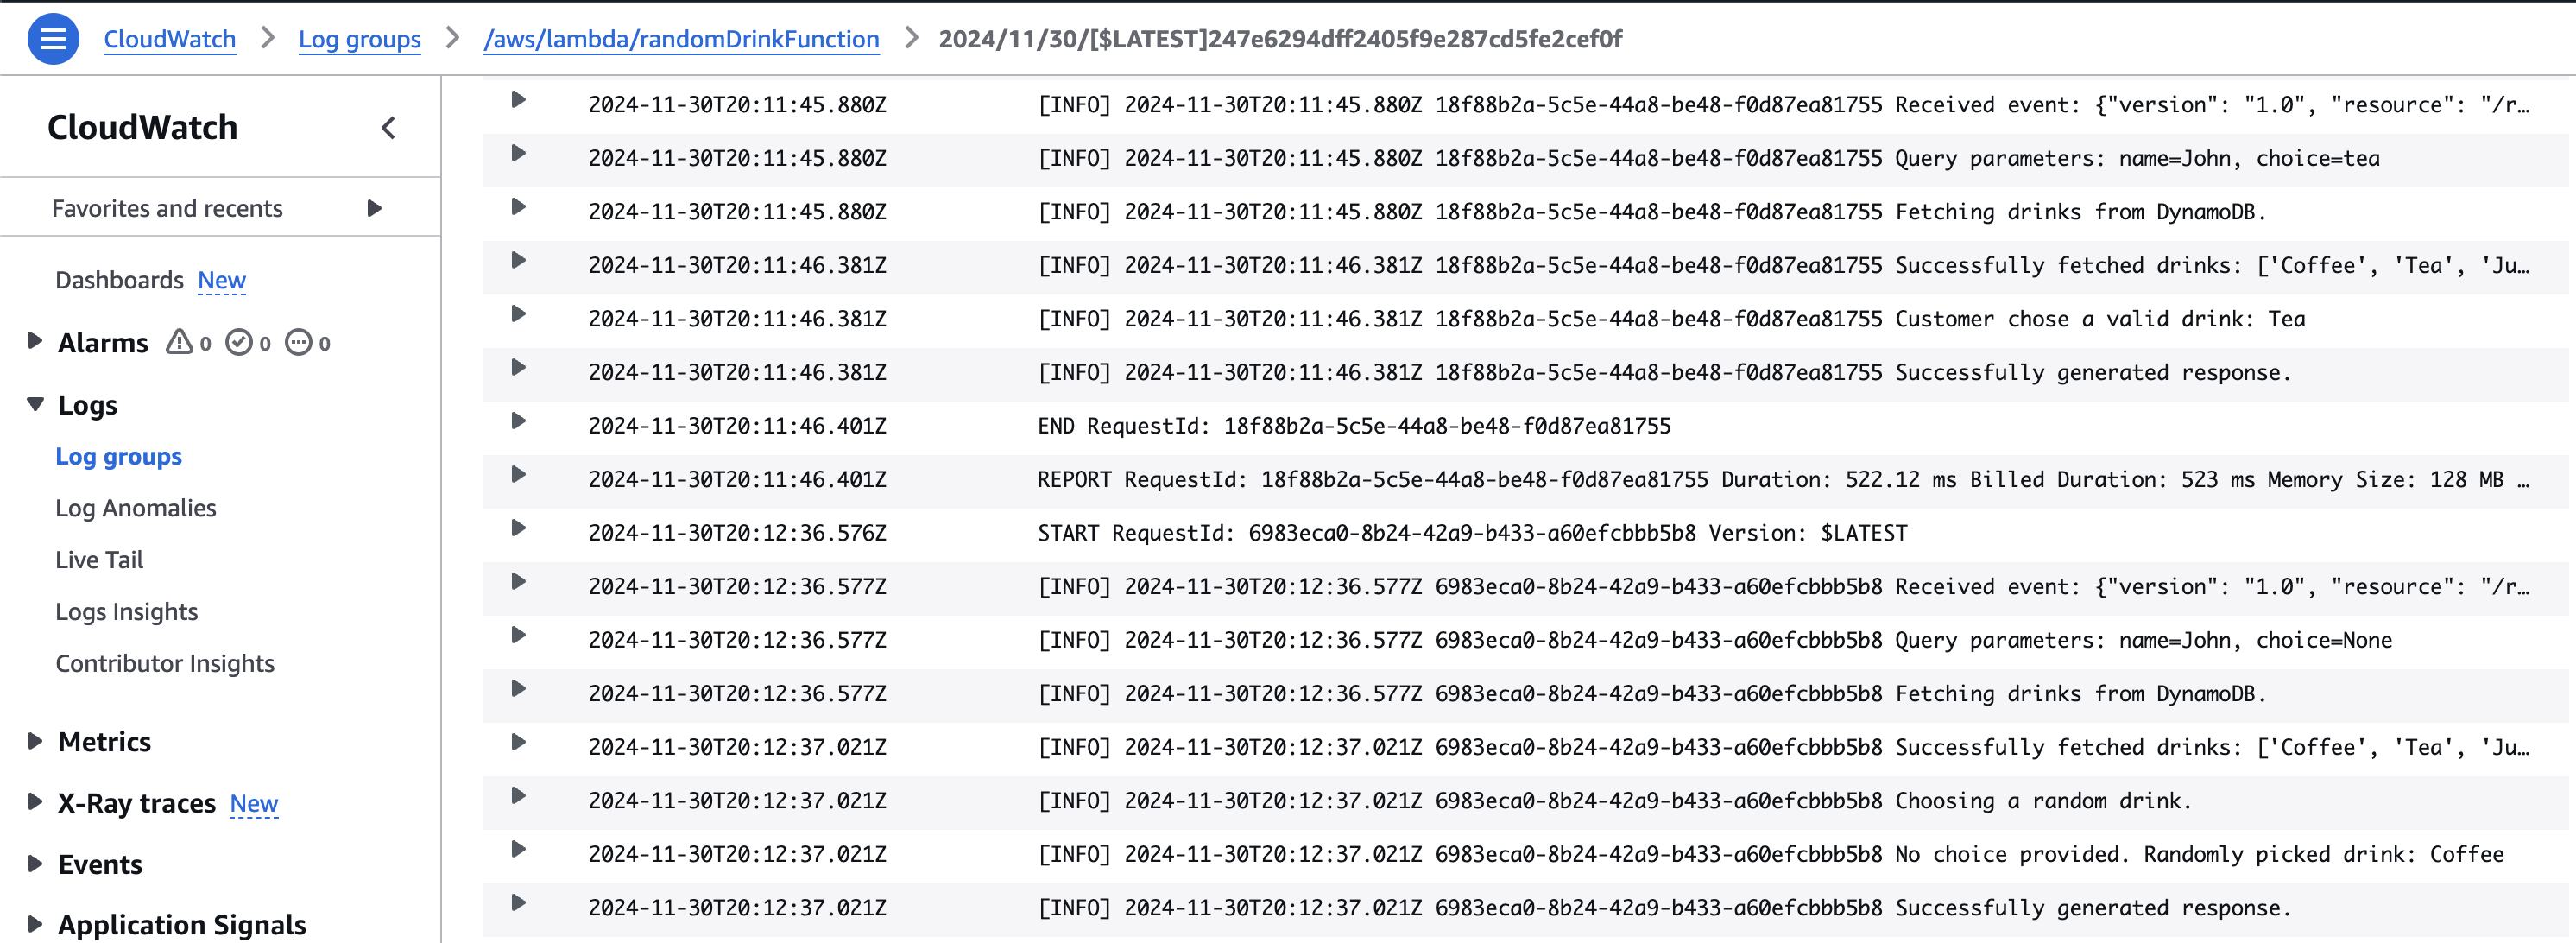 CloudWatch > Log groups > /aws/lambda/randomDrinkFunction > 2024/11/30/[$LATEST]247e6294dff2405f9e287cd5fe2cef0f
CloudWatch
Favorites and recents
Dashboards New
Alarms 0 0 0
Logs
Log groups
Log Anomalies
Live Tail
Logs Insights
Contributor Insights
Metrics
X-Ray traces New
Events
Application Signals
2024-11-30T20:11:45.880Z [INFO] 2024-11-30T20:11:45.880Z 18f88b2a-5c5e-44a8-be48-f0d87ea81755 Received event: {"version": "1.0", "resource": "/r…
2024-11-30T20:11:45.880Z [INFO] 2024-11-30T20:11:45.880Z 18f88b2a-5c5e-44a8-be48-f0d87ea81755 Query parameters: name=John, choice=tea
2024-11-30T20:11:45.880Z [INFO] 2024-11-30T20:11:45.880Z 18f88b2a-5c5e-44a8-be48-f0d87ea81755 Fetching drinks from DynamoDB.
2024-11-30T20:11:46.381Z [INFO] 2024-11-30T20:11:46.381Z 18f88b2a-5c5e-44a8-be48-f0d87ea81755 Successfully fetched drinks: ['Coffee', 'Tea', 'Ju…
2024-11-30T20:11:46.381Z [INFO] 2024-11-30T20:11:46.381Z 18f88b2a-5c5e-44a8-be48-f0d87ea81755 Customer chose a valid drink: Tea
2024-11-30T20:11:46.381Z [INFO] 2024-11-30T20:11:46.381Z 18f88b2a-5c5e-44a8-be48-f0d87ea81755 Successfully generated response.
2024-11-30T20:11:46.401Z END RequestId: 18f88b2a-5c5e-44a8-be48-f0d87ea81755
2024-11-30T20:11:46.401Z REPORT RequestId: 18f88b2a-5c5e-44a8-be48-f0d87ea81755 Duration: 522.12 ms Billed Duration: 523 ms Memory Size: 128 MB …
2024-11-30T20:12:36.576Z START RequestId: 6983eca0-8b24-42a9-b433-a60efcbbb5b8 Version: $LATEST
2024-11-30T20:12:36.577Z [INFO] 2024-11-30T20:12:36.577Z 6983eca0-8b24-42a9-b433-a60efcbbb5b8 Received event: {"version": "1.0", "resource": "/r…
2024-11-30T20:12:36.577Z [INFO] 2024-11-30T20:12:36.577Z 6983eca0-8b24-42a9-b433-a60efcbbb5b8 Query parameters: name=John, choice=None
2024-11-30T20:12:36.577Z [INFO] 2024-11-30T20:12:36.577Z 6983eca0-8b24-42a9-b433-a60efcbbb5b8 Fetching drinks from DynamoDB.
2024-11-30T20:12:37.021Z [INFO] 2024-11-30T20:12:37.021Z 6983eca0-8b24-42a9-b433-a60efcbbb5b8 Successfully fetched drinks: ['Coffee', 'Tea', 'Ju…
2024-11-30T20:12:37.021Z [INFO] 2024-11-30T20:12:37.021Z 6983eca0-8b24-42a9-b433-a60efcbbb5b8 Choosing a random drink.
2024-11-30T20:12:37.021Z [INFO] 2024-11-30T20:12:37.021Z 6983eca0-8b24-42a9-b433-a60efcbbb5b8 No choice provided. Randomly picked drink: Coffee
2024-11-30T20:12:37.021Z [INFO] 2024-11-30T20:12:37.021Z 6983eca0-8b24-42a9-b433-a60efcbbb5b8 Successfully generated response.